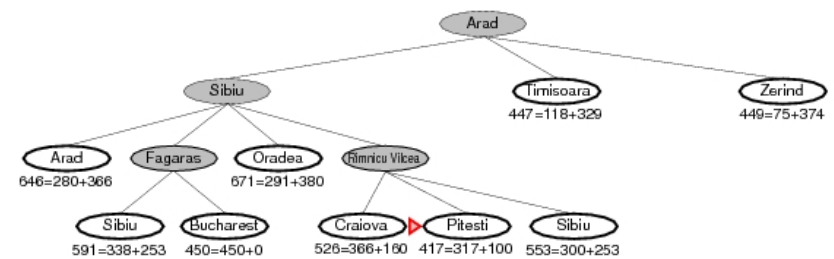 Arad
Sibiu
Timisoara
Zerind
447=118+329
449=75+374
Arad
Fagaras
Oradea
Rimnicu Vilcea
646=280+366
671=291+380
Sibiu
Bucharest
Craiova
Pitesti
Sibiu
591=338+253
450=450+0
526=366+160
417=317+100
553=300+253